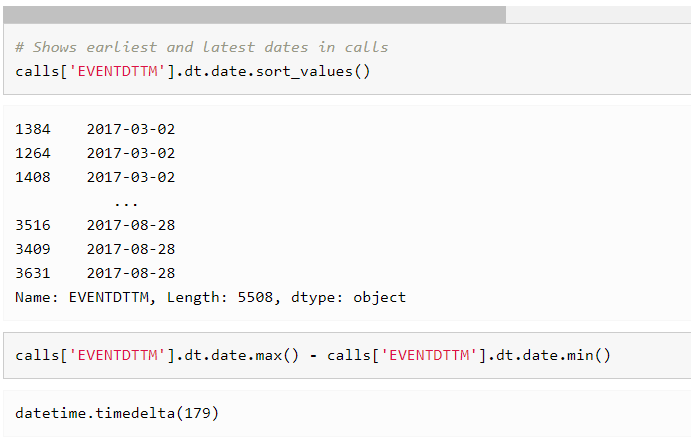 # Shows earliest and latest dates in calls
calls['EVENTDTTM'].dt.date.sort_values()
1384    2017-03-02
1264    2017-03-02
1408    2017-03-02
           ...
3516    2017-08-28
3409    2017-08-28
3631    2017-08-28
Name: EVENTDTTM, Length: 5508, dtype: object
calls['EVENTDTTM'].dt.date.max() - calls['EVENTDTTM'].dt.date.min()
datetime.timedelta(179)